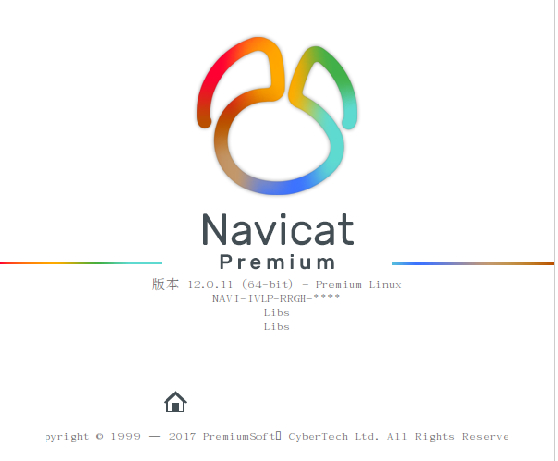 Navicat
Premium
版本 12.0.11 (64-bit) - Premium Linux
NAVI-IVLP-RRGH-****
Libs
Libs
opyright © 1999 — 2017 PremiumSoft▯ CyberTech Ltd. All Rights Reserve